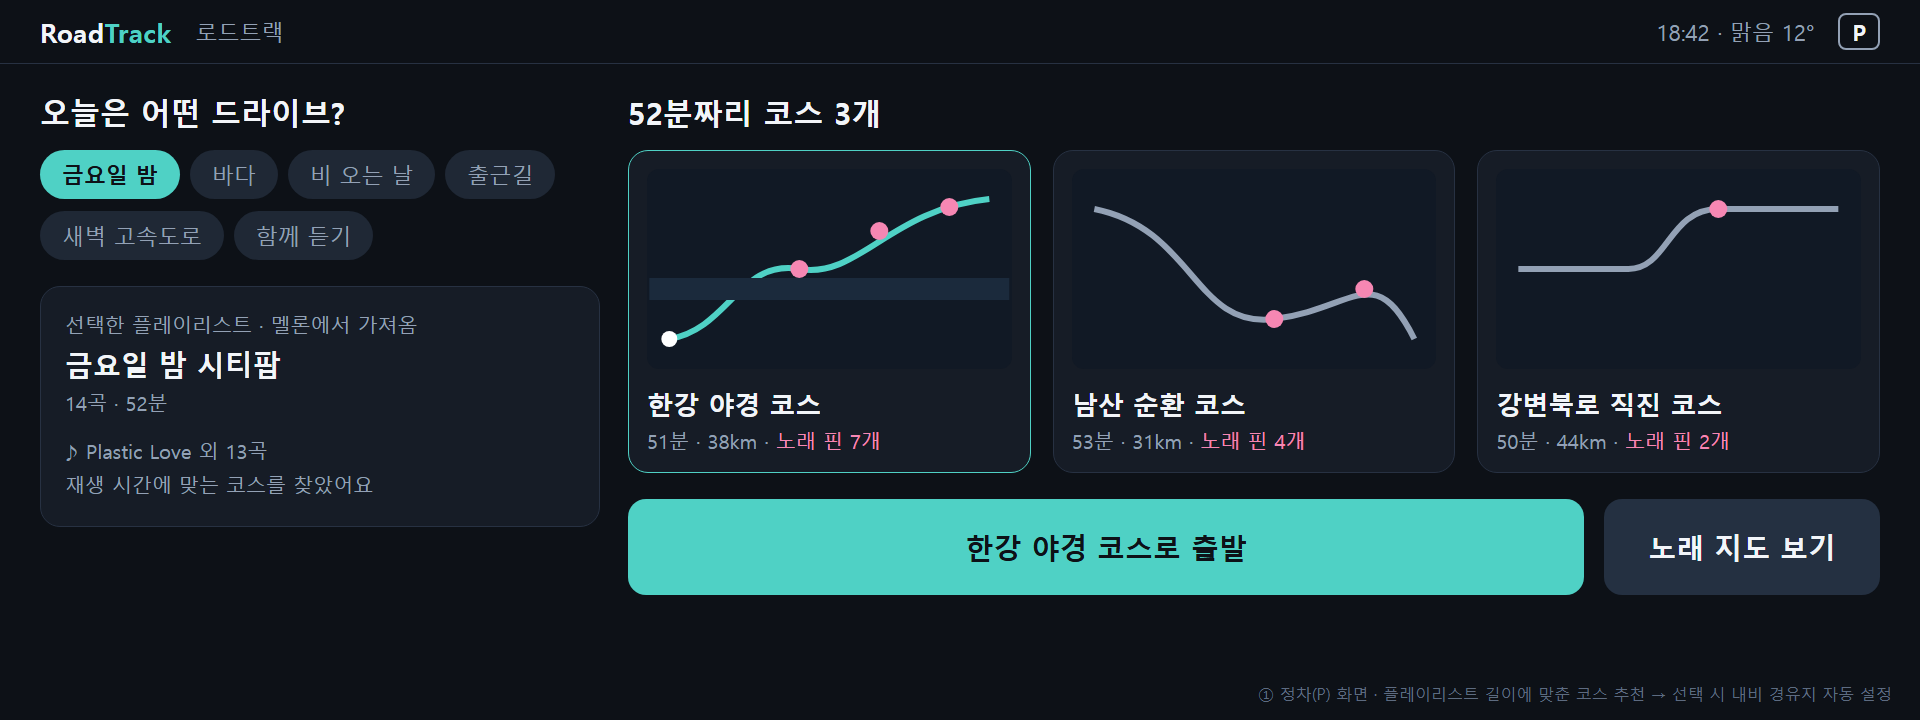 RoadTrack 로드트랙
18:42 · 맑음 12° P
오늘은 어떤 드라이브?
금요일 밤 바다 비 오는 날 출근길
새벽 고속도로 함께 듣기
선택한 플레이리스트 · 멜론에서 가져옴
금요일 밤 시티팝
14곡 · 52분
♪ Plastic Love 외 13곡
재생 시간에 맞는 코스를 찾았어요
52분짜리 코스 3개
한강 야경 코스
51분 · 38km · 노래 핀 7개
남산 순환 코스
53분 · 31km · 노래 핀 4개
강변북로 직진 코스
50분 · 44km · 노래 핀 2개
한강 야경 코스로 출발
노래 지도 보기
① 정차(P) 화면 · 플레이리스트 길이에 맞춘 코스 추천 → 선택 시 내비 경유지 자동 설정